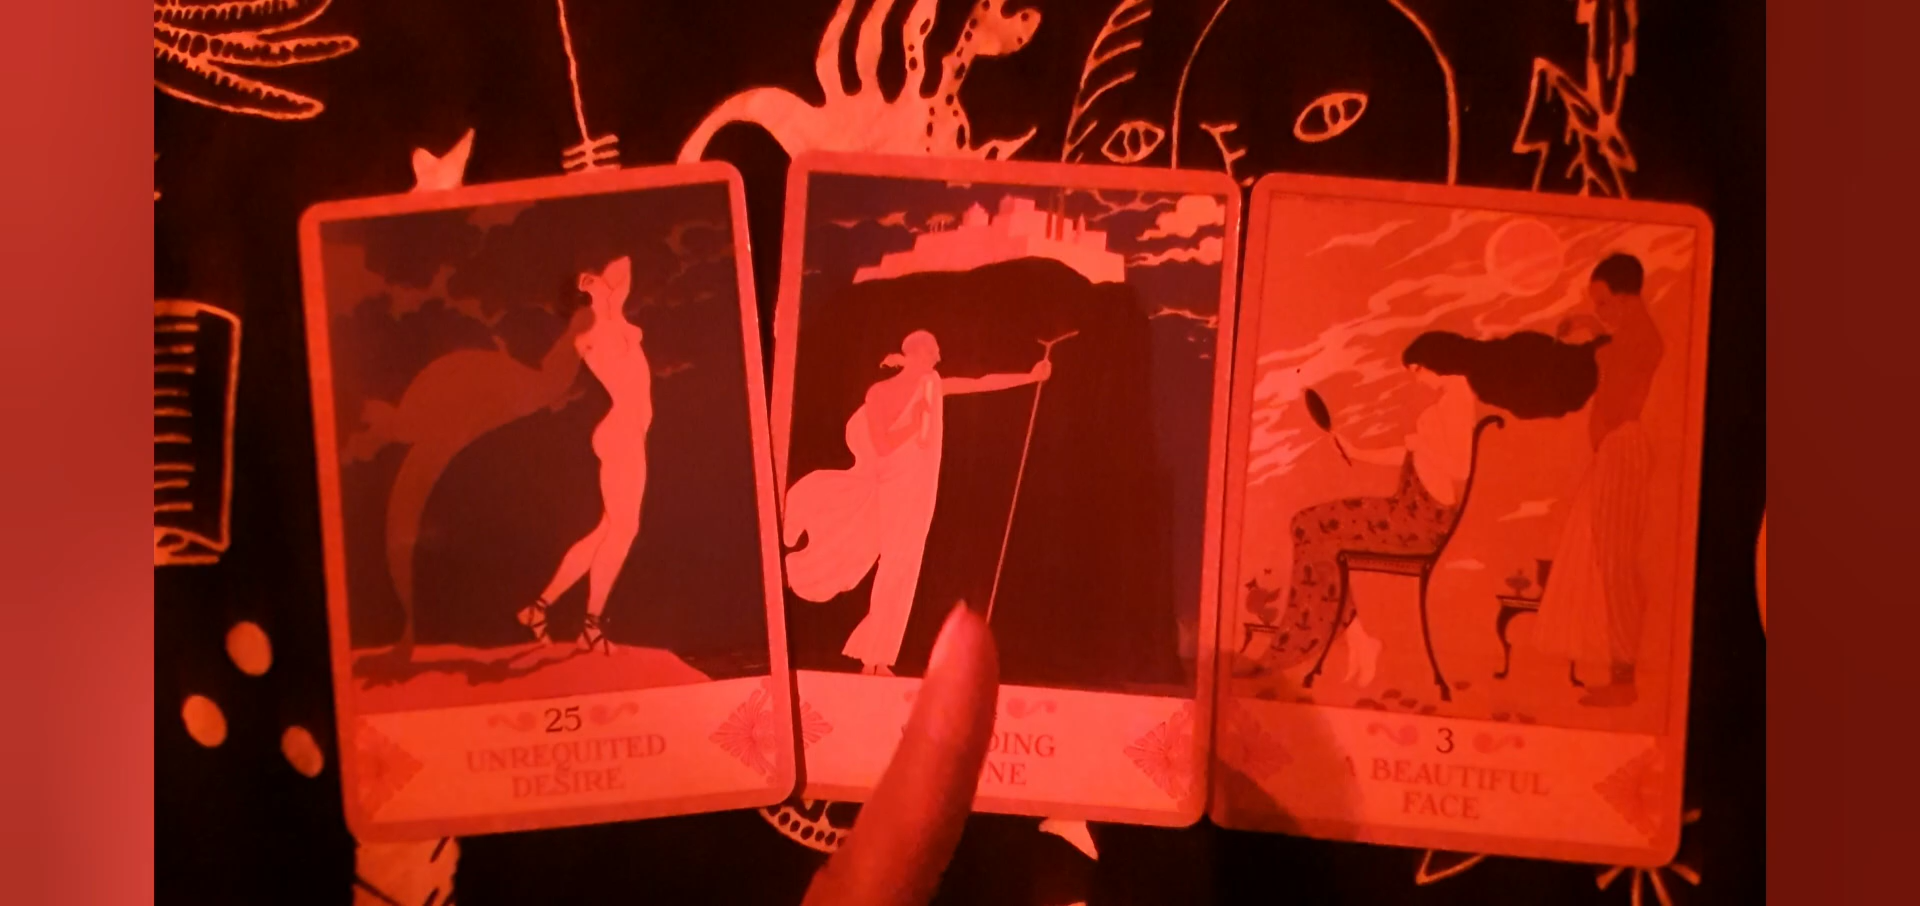 25
UNREQUITED
DESIRE
DING
NE
3
A BEAUTIFUL
FACE